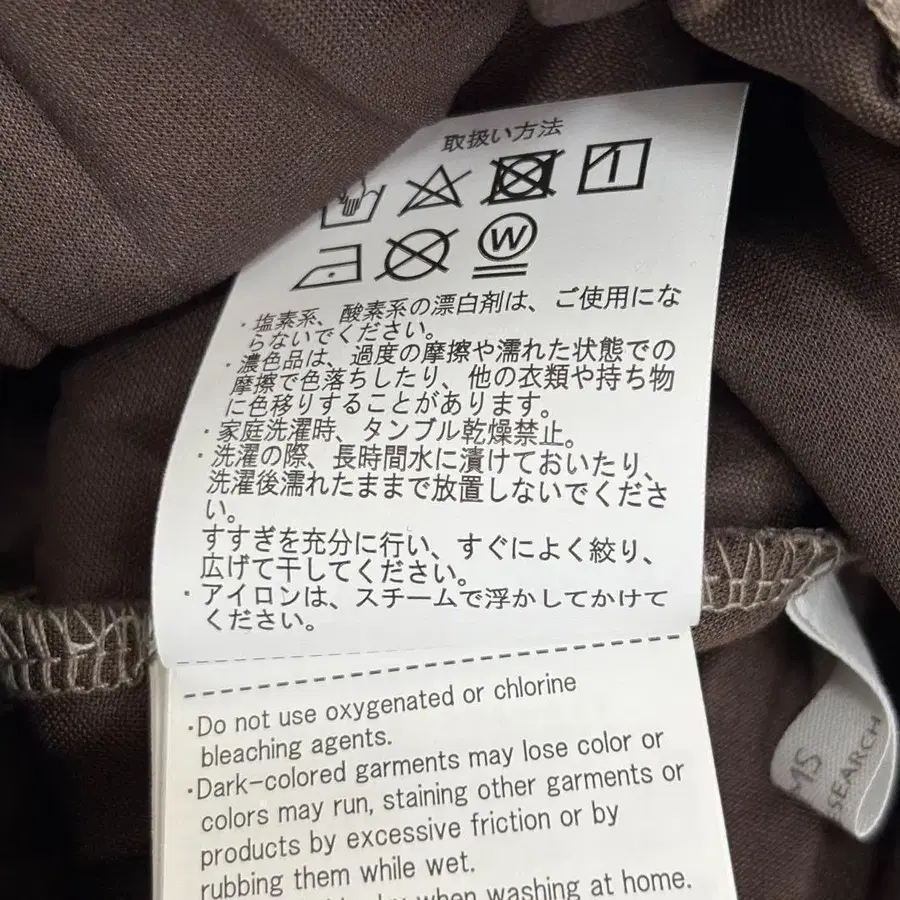 取扱い方法
W
・塩素系、酸素系の漂白剤は、ご使用にな
らないでください。
・濃色品は、過度の摩擦や濡れた状態での
摩擦で色落ちしたり、他の衣類や持ち物
に色移りすることがあります。
・家庭洗濯時、タンブル乾燥禁止。
・洗濯の際、長時間水に漬けておいたり、
洗濯後濡れたままで放置しないでくださ
い。
すすぎを充分に行い、すぐによく絞り、
広げて干してください。
・アイロンは、スチームで浮かしてかけて
ください。
・Do not use oxygenated or chlorine
bleaching agents.
・Dark-colored garments may lose color or
colors may run, staining other garments or
products by excessive friction or by
rubbing them while wet.
when washing at home.
MS
SEARCH